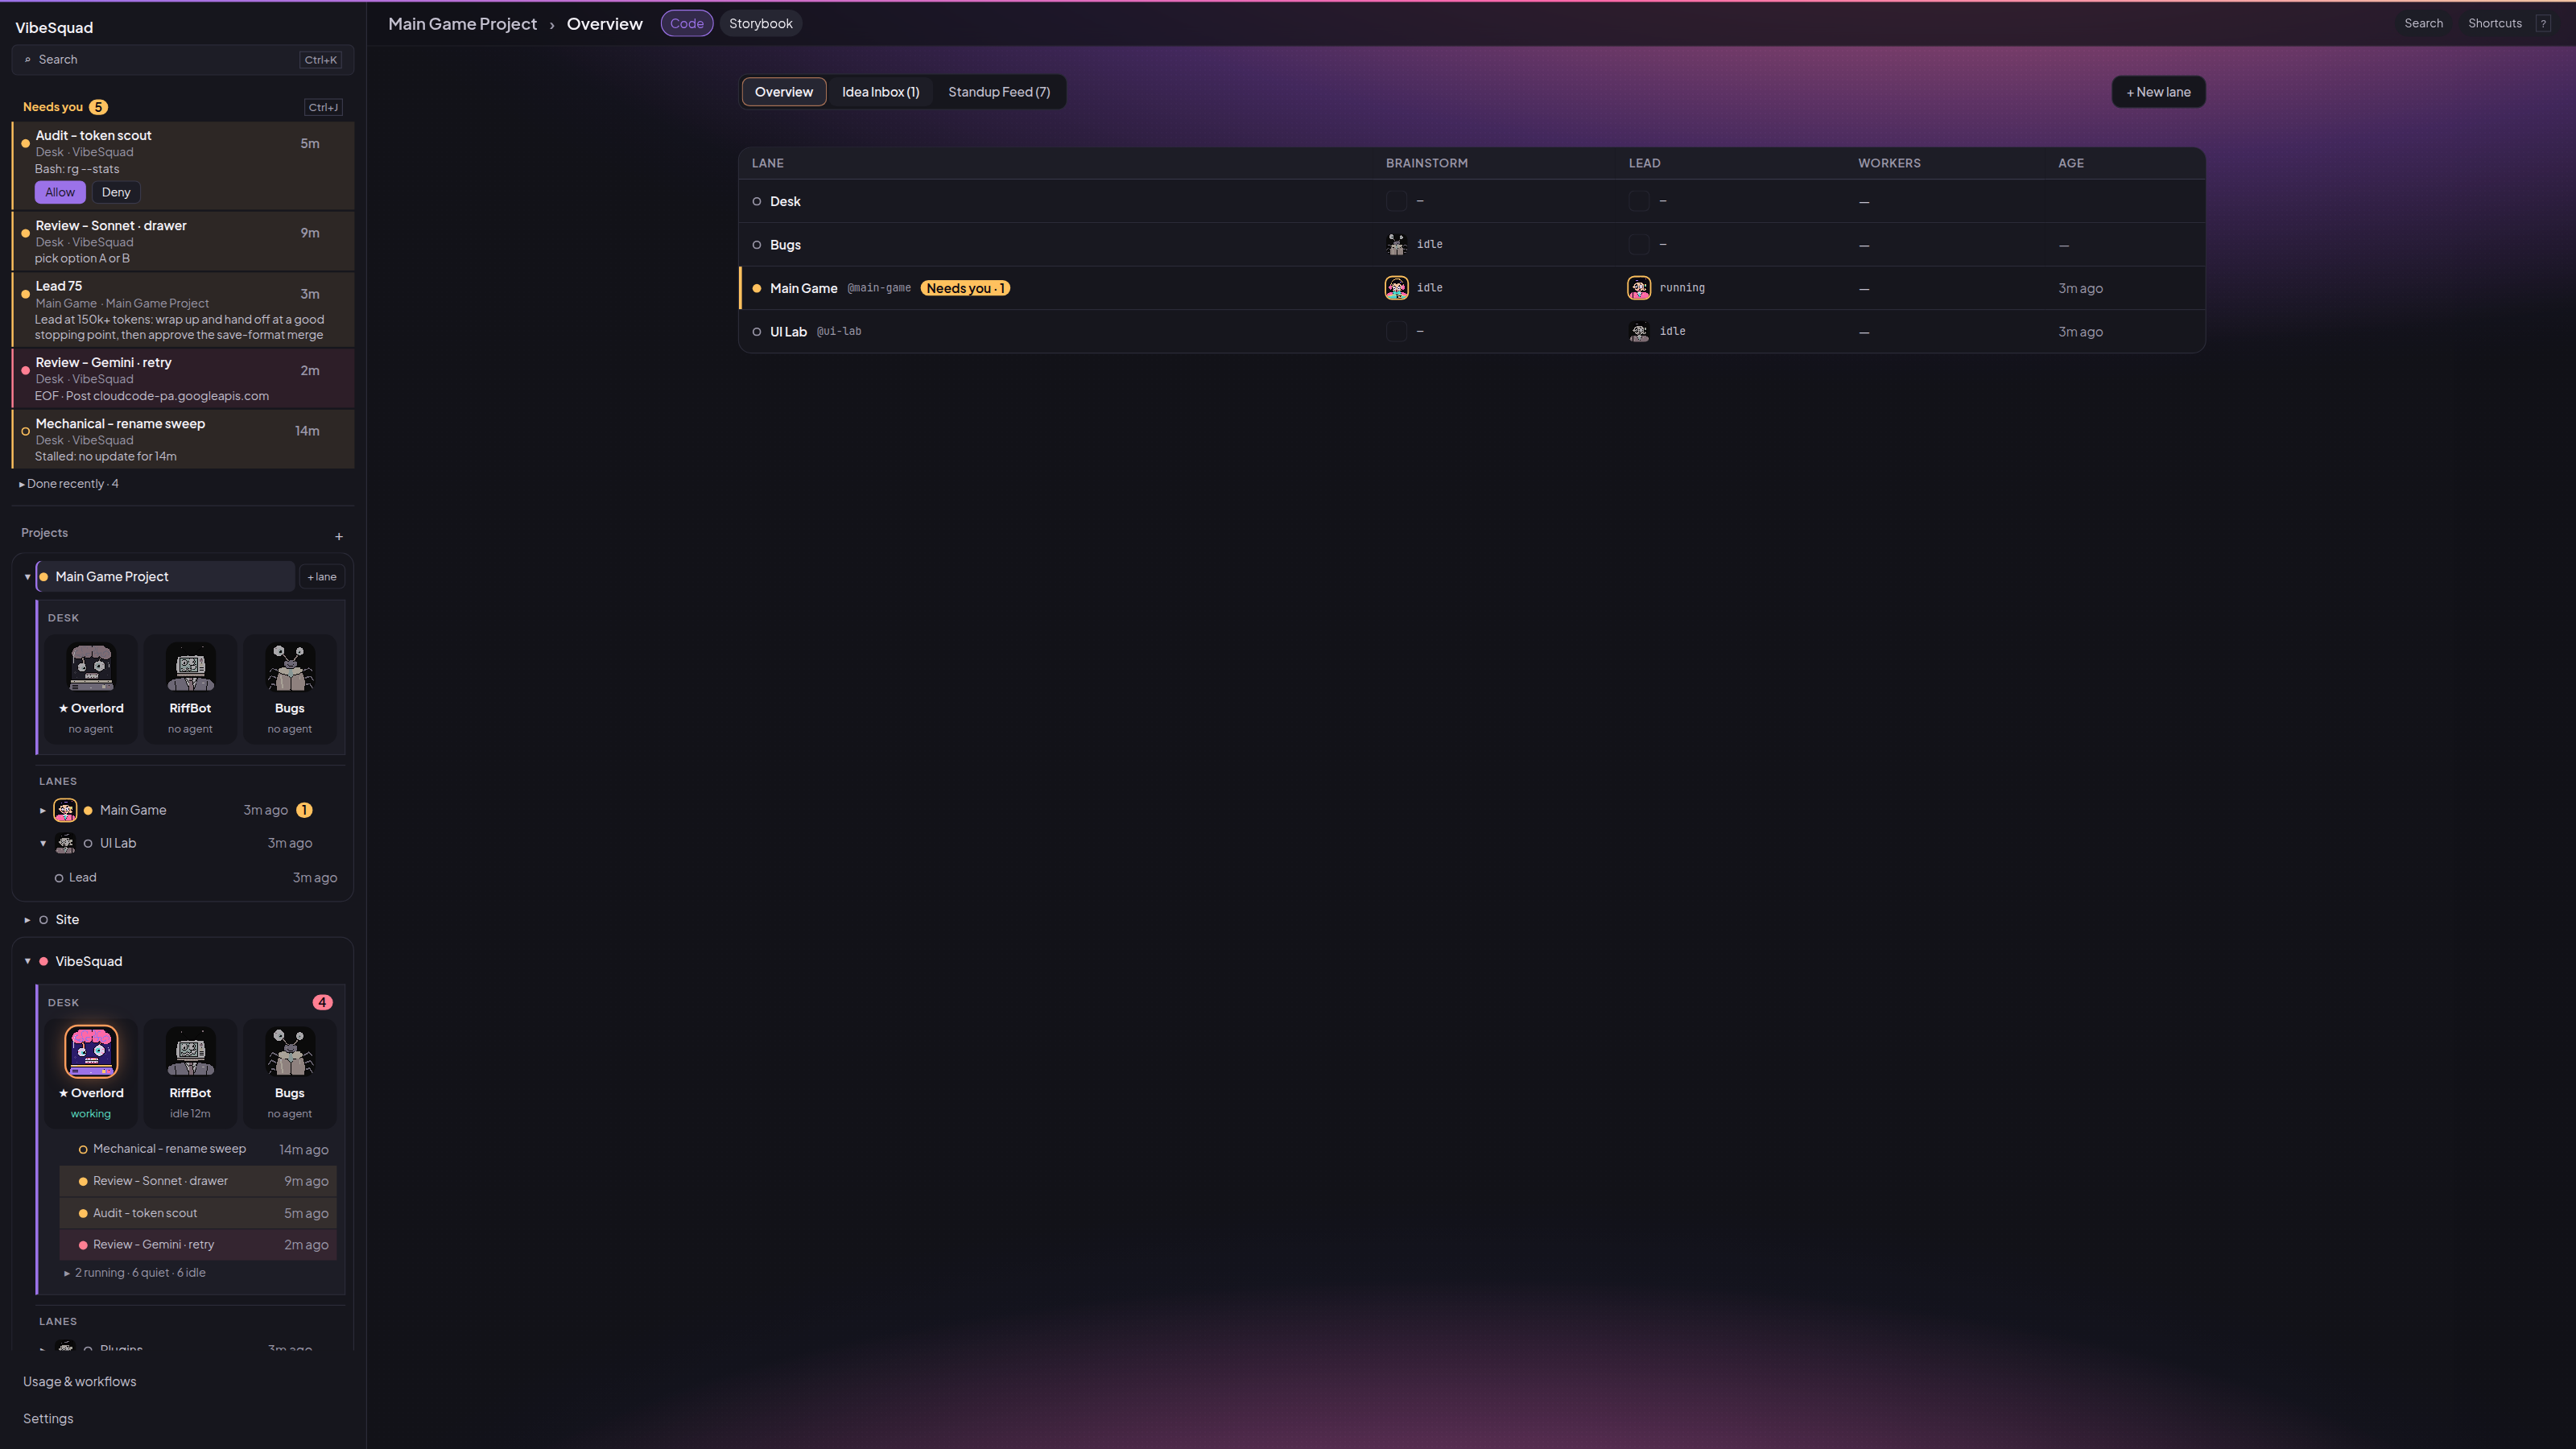 VibeSquad
Search Ctrl+K
Needs you 5 Ctrl+J
Audit – token scout 5m
Desk · VibeSquad
Bash: rg --stats
Allow Deny
Review – Sonnet · drawer 9m
Desk · VibeSquad
pick option A or B
Lead 75 3m
Main Game · Main Game Project
Lead at 150k+ tokens: wrap up and hand off at a good
stopping point, then approve the save-format merge
Review – Gemini · retry 2m
Desk · VibeSquad
EOF · Post cloudcode-pa.googleapis.com
Mechanical – rename sweep 14m
Desk · VibeSquad
Stalled: no update for 14m
▸ Done recently · 4
Projects +
▾ Main Game Project + lane
DESK
★ Overlord RiffBot Bugs
no agent no agent no agent
LANES
▸ Main Game 3m ago 1
▾ UI Lab 3m ago
Lead 3m ago
▸ Site
▾ VibeSquad
DESK 4
★ Overlord RiffBot Bugs
working idle 12m no agent
Mechanical – rename sweep 14m ago
Review – Sonnet · drawer 9m ago
Audit – token scout 5m ago
Review – Gemini · retry 2m ago
▸ 2 running · 6 quiet · 6 idle
LANES
▸ Plugins 3m ago
Usage & workflows
Settings
Main Game Project › Overview Code Storybook Search Shortcuts ?
Overview Idea Inbox (1) Standup Feed (7) + New lane
LANE BRAINSTORM LEAD WORKERS AGE
Desk – – —
Bugs idle – — —
Main Game @main-game Needs you · 1 idle running — 3m ago
UI Lab @ui-lab – idle — 3m ago